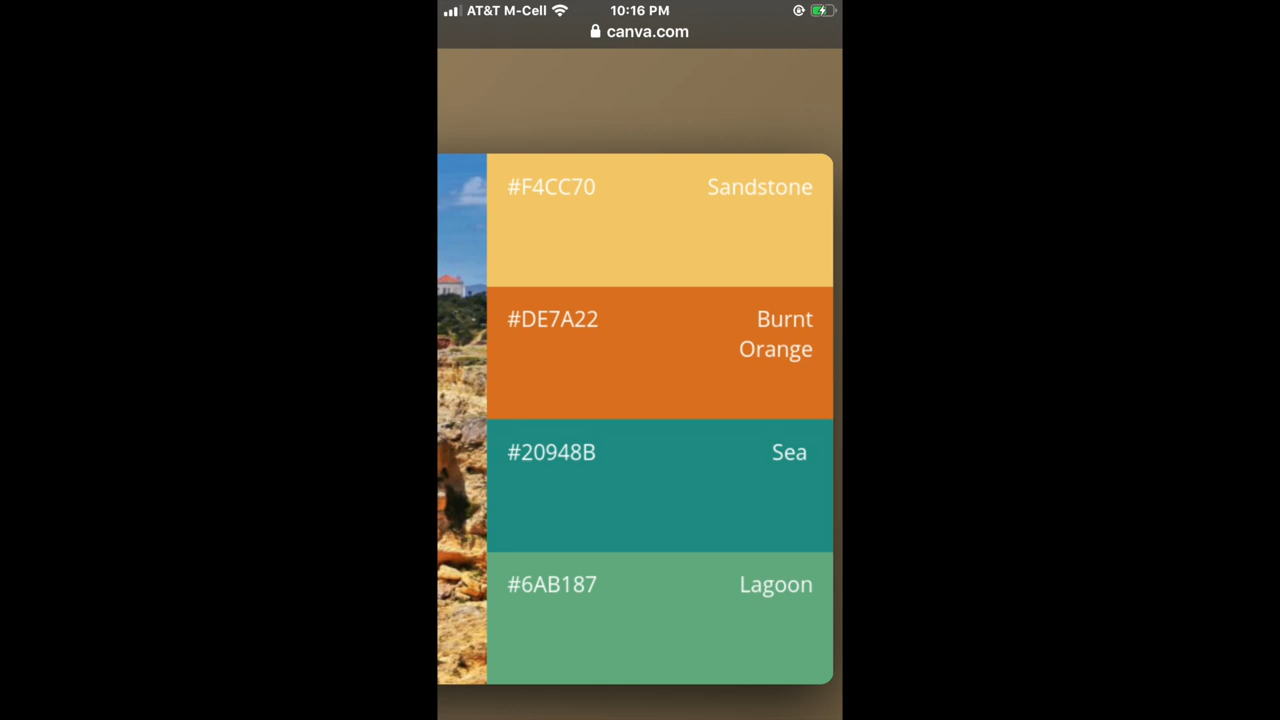 AT&T M-Cell 10:16 PM
canva.com
#F4CC70 Sandstone
#DE7A22 Burnt
Orange
#20948B Sea
#6AB187 Lagoon